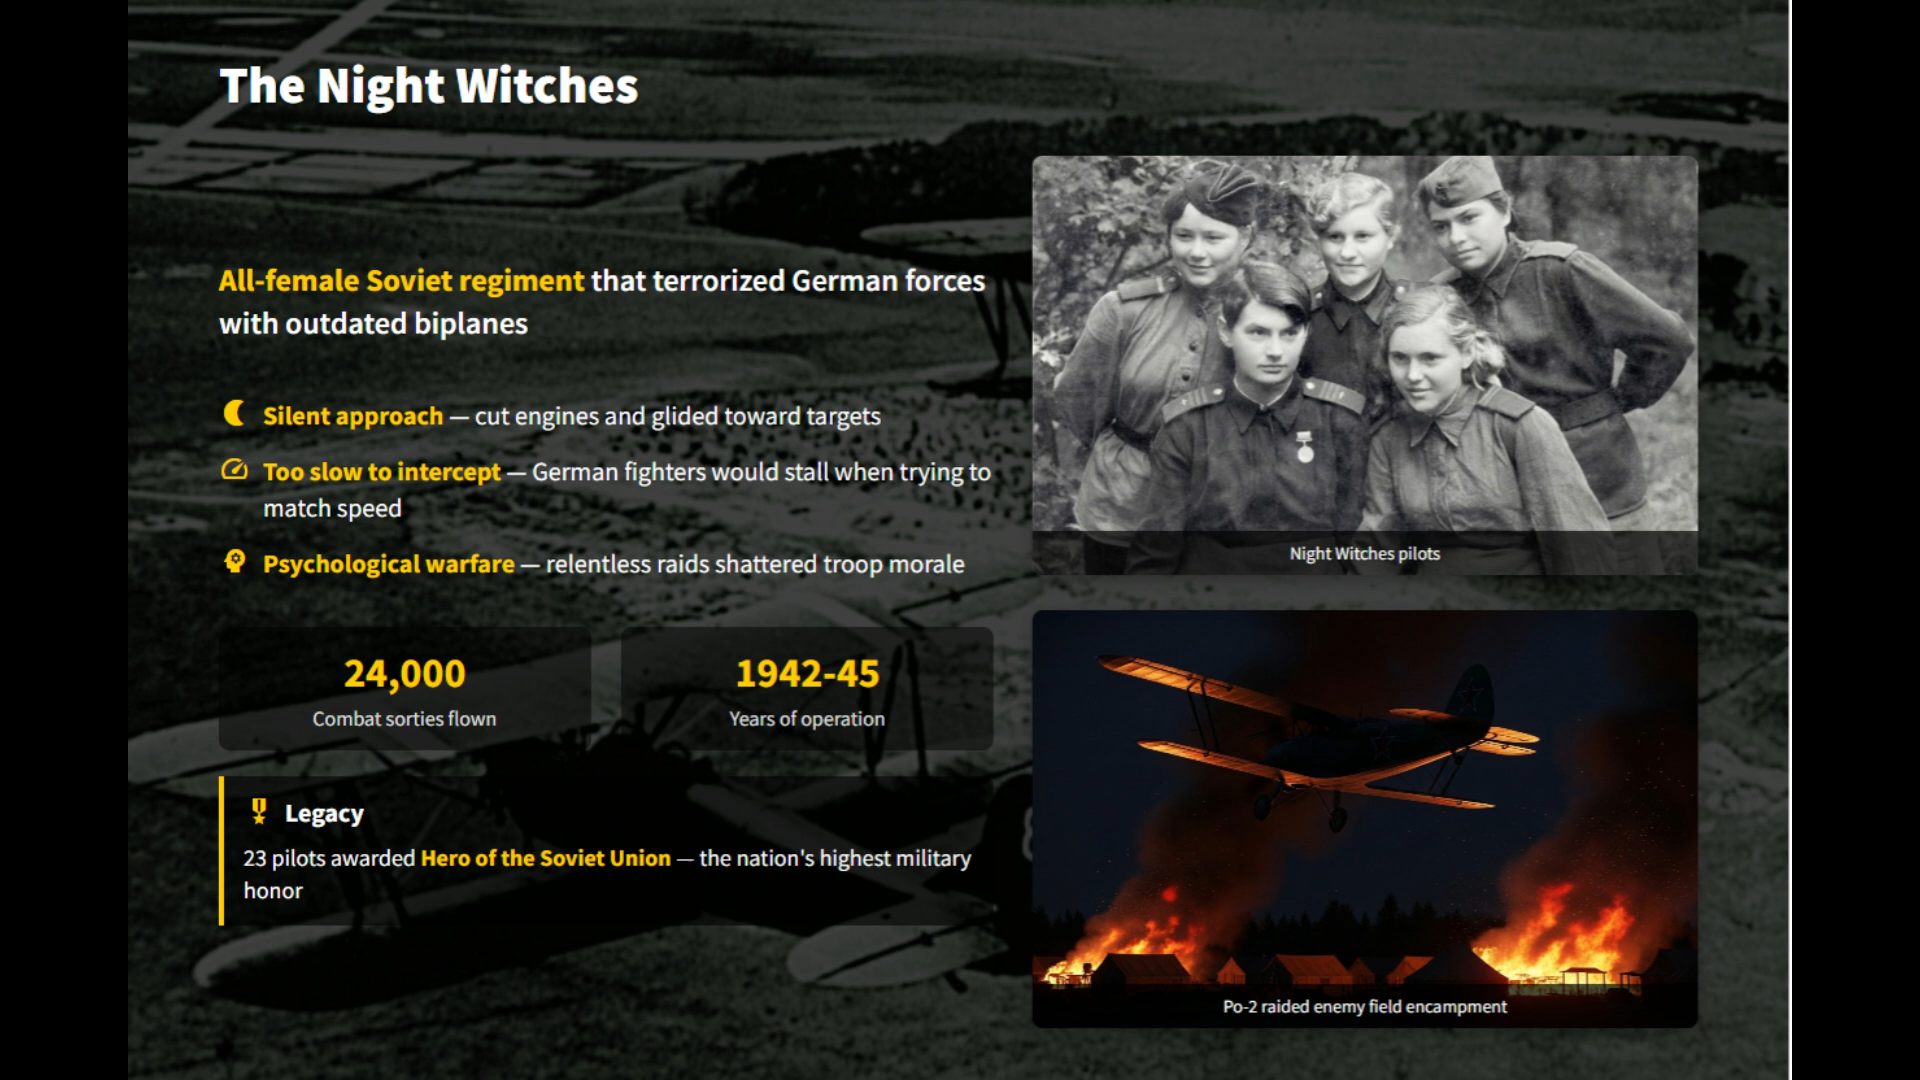 The Night Witches
All-female Soviet regiment that terrorized German forces
with outdated biplanes
Silent approach — cut engines and glided toward targets
Too slow to intercept — German fighters would stall when trying to
match speed
Psychological warfare — relentless raids shattered troop morale
24,000
Combat sorties flown
1942-45
Years of operation
Legacy
23 pilots awarded Hero of the Soviet Union — the nation's highest military
honor
Night Witches pilots
Po-2 raided enemy field encampment